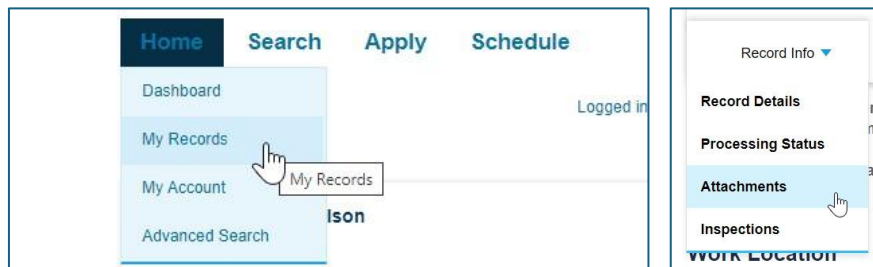 Home Search Apply Schedule
Dashboard
Logged in
My Records
My Records
My Account
lson
Advanced Search
Record Info
Record Details
Processing Status
Attachments
Inspections
Work Location